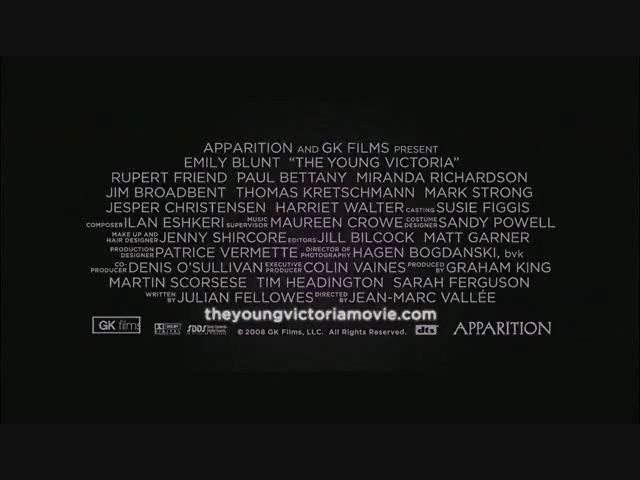 APPARITION AND GK FILMS PRESENT
EMILY BLUNT "THE YOUNG VICTORIA"
RUPERT FRIEND PAUL BETTANY MIRANDA RICHARDSON
JIM BROADBENT THOMAS KRETSCHMANN MARK STRONG
JESPER CHRISTENSEN HARRIET WALTER CASTING SUSIE FIGGIS
COMPOSER ILAN ESHKERI MUSIC SUPERVISOR MAUREEN CROWE COSTUME DESIGNER SANDY POWELL
MAKE UP AND HAIR DESIGNER JENNY SHIRCORE EDITORS JILL BILCOCK MATT GARNER
PRODUCTION DESIGNER PATRICE VERMETTE DIRECTOR OF PHOTOGRAPHY HAGEN BOGDANSKI, bvk
CO-PRODUCER DENIS O'SULLIVAN EXECUTIVE PRODUCER COLIN VAINES PRODUCED BY GRAHAM KING
MARTIN SCORSESE TIM HEADINGTON SARAH FERGUSON
WRITTEN BY JULIAN FELLOWES DIRECTED BY JEAN-MARC VALLÉE
theyoungvictoriamovie.com
GK films DOLBY DIGITAL SDDS © 2008 GK Films, LLC. All Rights Reserved. dts APPARITION